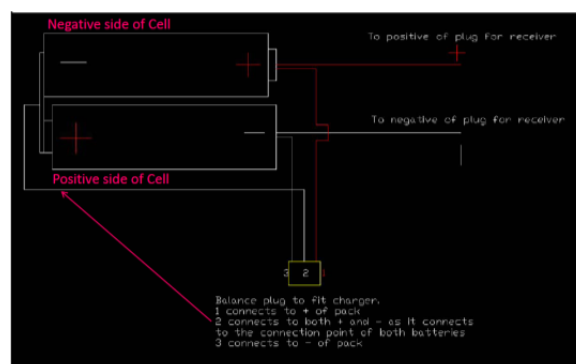 Negative side of Cell
To positive of plug for receiver
To negative of plug for receiver
Positive side of Cell
3 2 1
Balance plug to fit charger.
1 connects to + of pack
2 connects to both + and - as it connects
to the connection point of both batteries
3 connects to - of pack